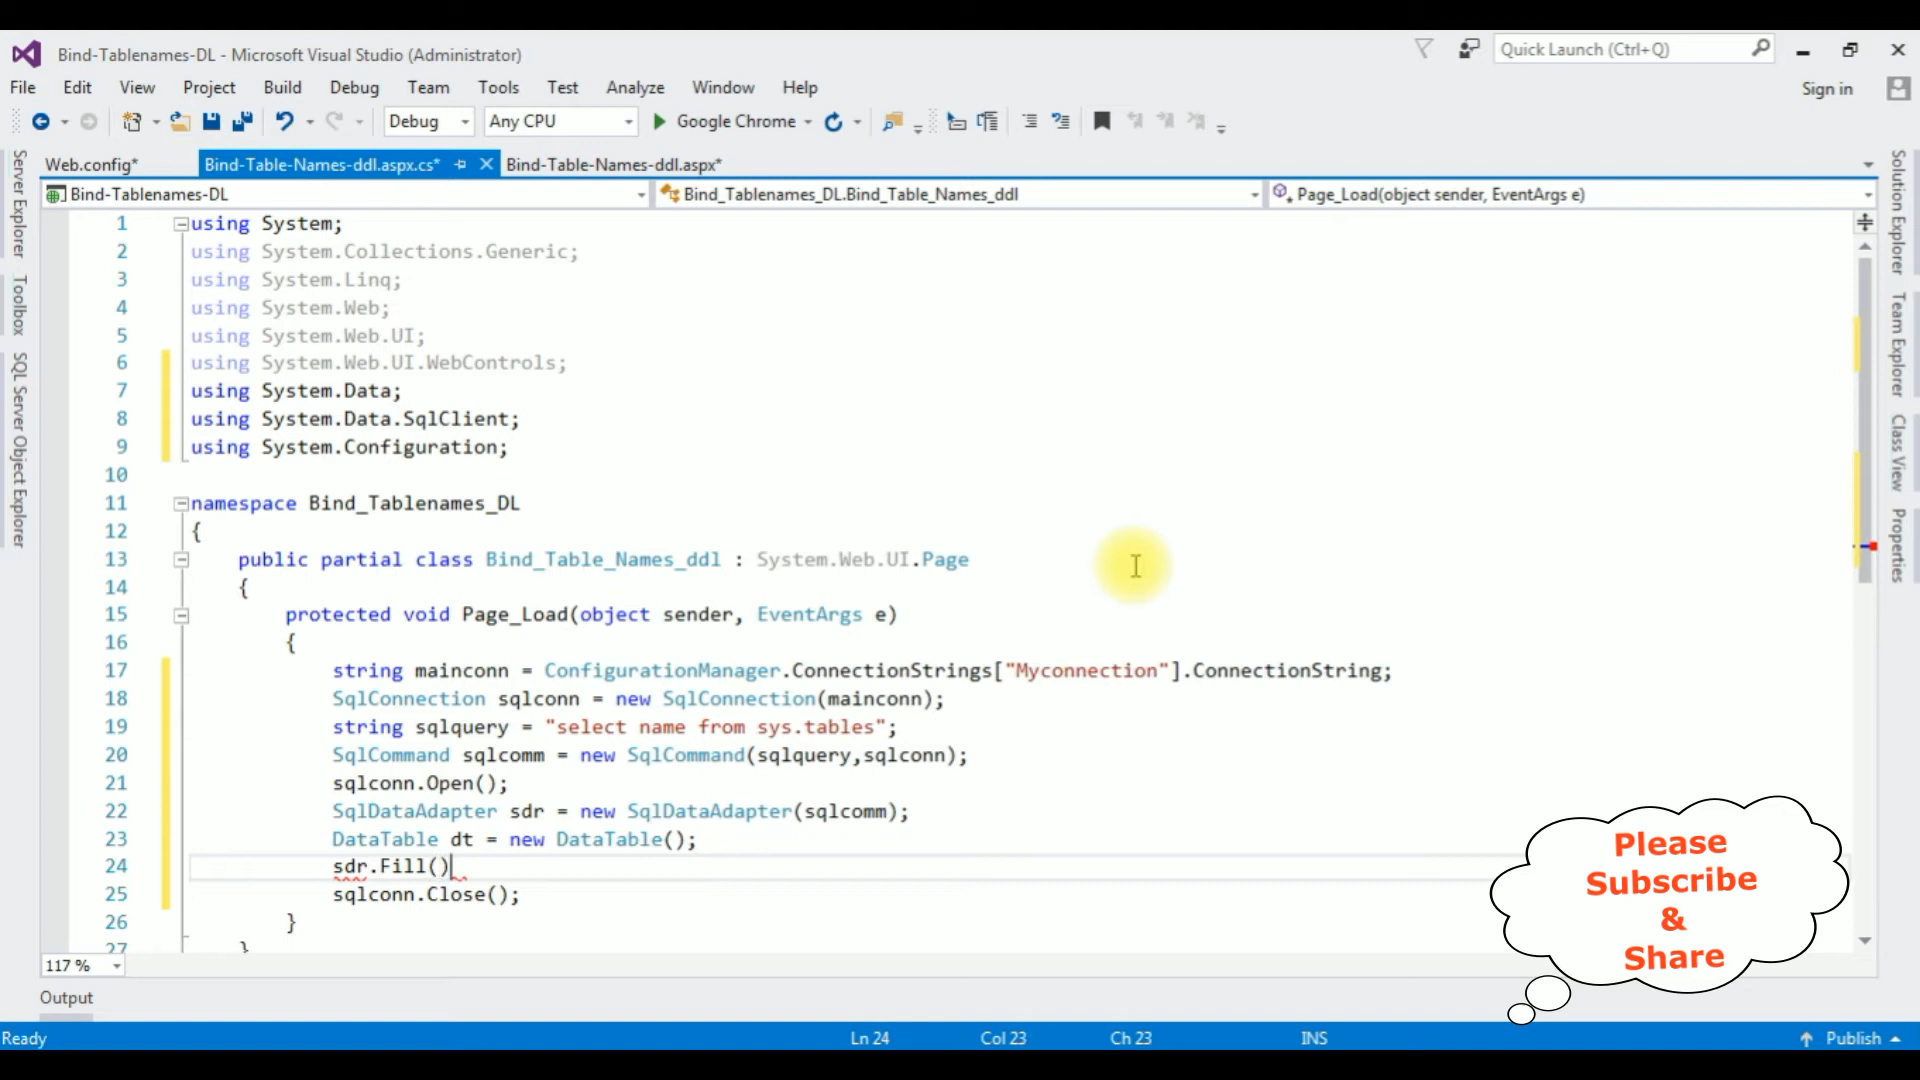 Bind-Tablenames-DL - Microsoft Visual Studio (Administrator)
Quick Launch (Ctrl+Q)
File Edit View Project Build Debug Team Tools Test Analyze Window Help
Sign in
Debug Any CPU Google Chrome
Web.config* Bind-Table-Names-ddl.aspx.cs* Bind-Table-Names-ddl.aspx*
Bind-Tablenames-DL Bind_Tablenames_DL.Bind_Table_Names_ddl Page_Load(object sender, EventArgs e)
Server Explorer
Toolbox
SQL Server Object Explorer
1 using System;
2 using System.Collections.Generic;
3 using System.Linq;
4 using System.Web;
5 using System.Web.UI;
6 using System.Web.UI.WebControls;
7 using System.Data;
8 using System.Data.SqlClient;
9 using System.Configuration;
10
11 namespace Bind_Tablenames_DL
12 {
13 public partial class Bind_Table_Names_ddl : System.Web.UI.Page
14 {
15 protected void Page_Load(object sender, EventArgs e)
16 {
17 string mainconn = ConfigurationManager.ConnectionStrings["Myconnection"].ConnectionString;
18 SqlConnection sqlconn = new SqlConnection(mainconn);
19 string sqlquery = "select name from sys.tables";
20 SqlCommand sqlcomm = new SqlCommand(sqlquery,sqlconn);
21 sqlconn.Open();
22 SqlDataAdapter sdr = new SqlDataAdapter(sqlcomm);
23 DataTable dt = new DataTable();
24 sdr.Fill()
25 sqlconn.Close();
26 }
27 }
Solution Explorer
Team Explorer
Class View
Properties
Please
Subscribe
&
Share
117 %
Output
Ready Ln 24 Col 23 Ch 23 INS Publish